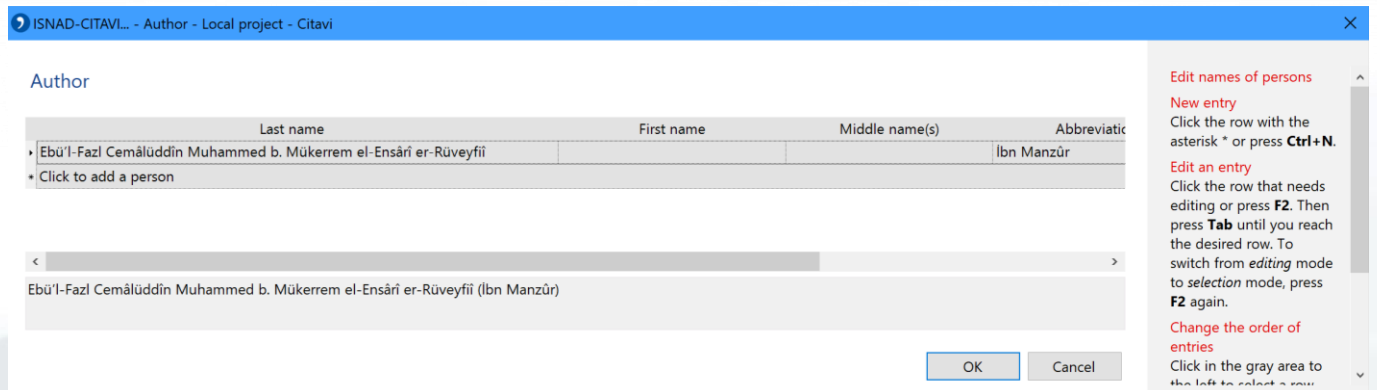 ISNAD-CITAVI... - Author - Local project - Citavi
Author
Last name First name Middle name(s) Abbreviatic
Ebü'l-Fazl Cemâlüddîn Muhammed b. Mükerrem el-Ensârî er-Rüveyfiî İbn Manzûr
Click to add a person
Ebü'l-Fazl Cemâlüddîn Muhammed b. Mükerrem el-Ensârî er-Rüveyfiî (İbn Manzûr)
OK Cancel
Edit names of persons
New entry
Click the row with the
asterisk * or press Ctrl+N.
Edit an entry
Click the row that needs
editing or press F2. Then
press Tab until you reach
the desired row. To
switch from editing mode
to selection mode, press
F2 again.
Change the order of
entries
Click in the gray area to
the left to select a row